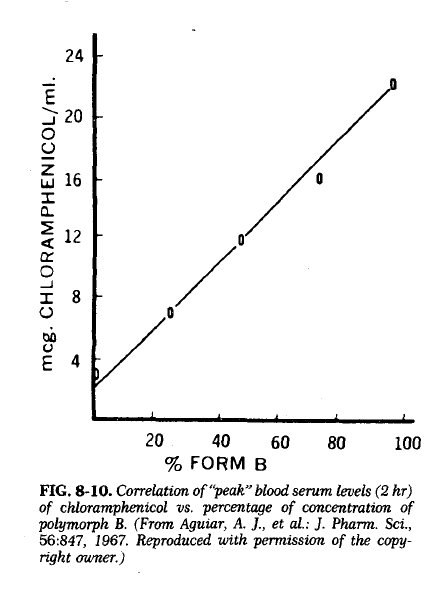 24
20
16
12
8
4
mcg. CHLORAMPHENICOL/ml.
20 40 60 80 100
% FORM B
FIG. 8-10. Correlation of "peak" blood serum levels (2 hr)
of chloramphenicol vs. percentage of concentration of
polymorph B. (From Aguiar, A. J., et al.: J. Pharm. Sci.,
56:847, 1967. Reproduced with permission of the copy-
right owner.)